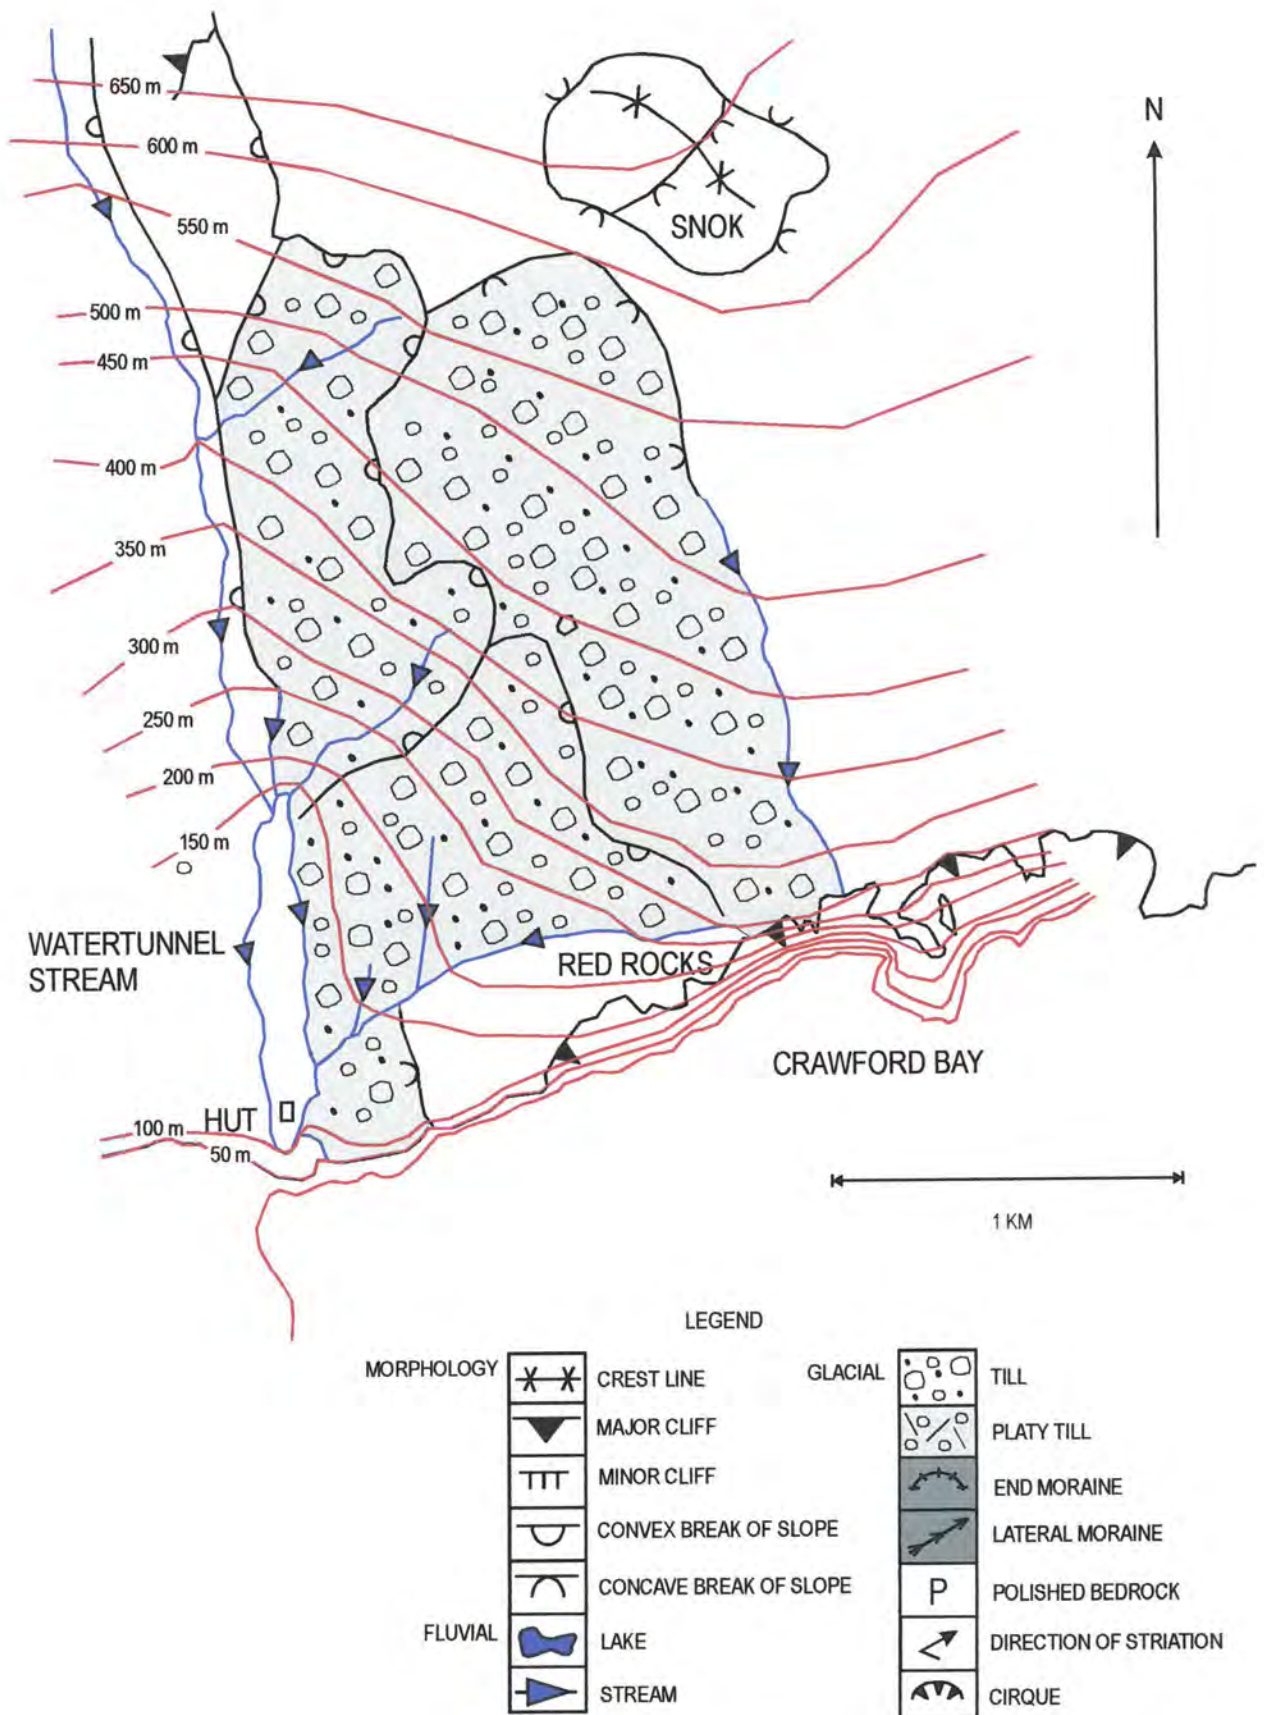 650 m
N
600 m
SNOK
550 m
500 m
450 m
400 m
350 m
300 m
250 m
200 m
150 m
WATERTUNNEL
STREAM
RED ROCKS
CRAWFORD BAY
HUT
100 m
50 m
1 KM
LEGEND
MORPHOLOGY
CREST LINE
MAJOR CLIFF
MINOR CLIFF
CONVEX BREAK OF SLOPE
CONCAVE BREAK OF SLOPE
FLUVIAL
LAKE
STREAM
GLACIAL
TILL
PLATY TILL
END MORAINE
LATERAL MORAINE
P
POLISHED BEDROCK
DIRECTION OF STRIATION
CIRQUE